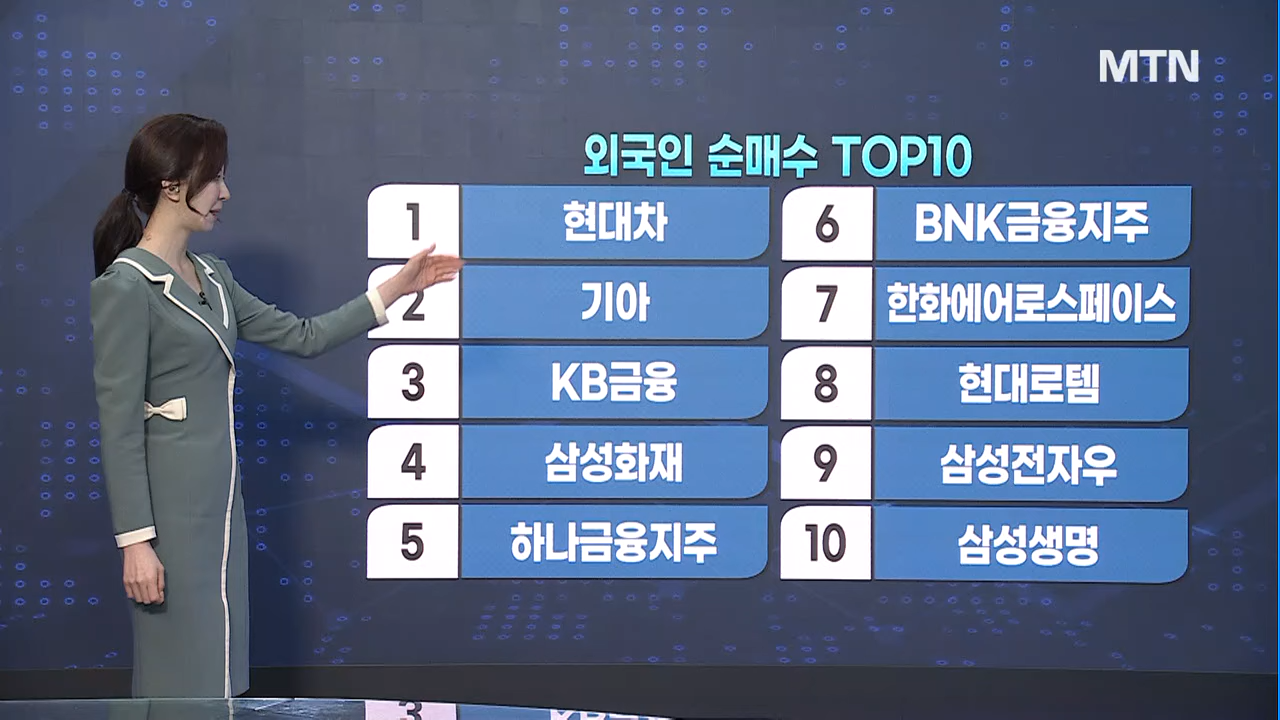 MTN
외국인 순매수 TOP10
1 현대차
2 기아
3 KB금융
4 삼성화재
5 하나금융지주
6 BNK금융지주
7 한화에어로스페이스
8 현대로템
9 삼성전자우
10 삼성생명
3